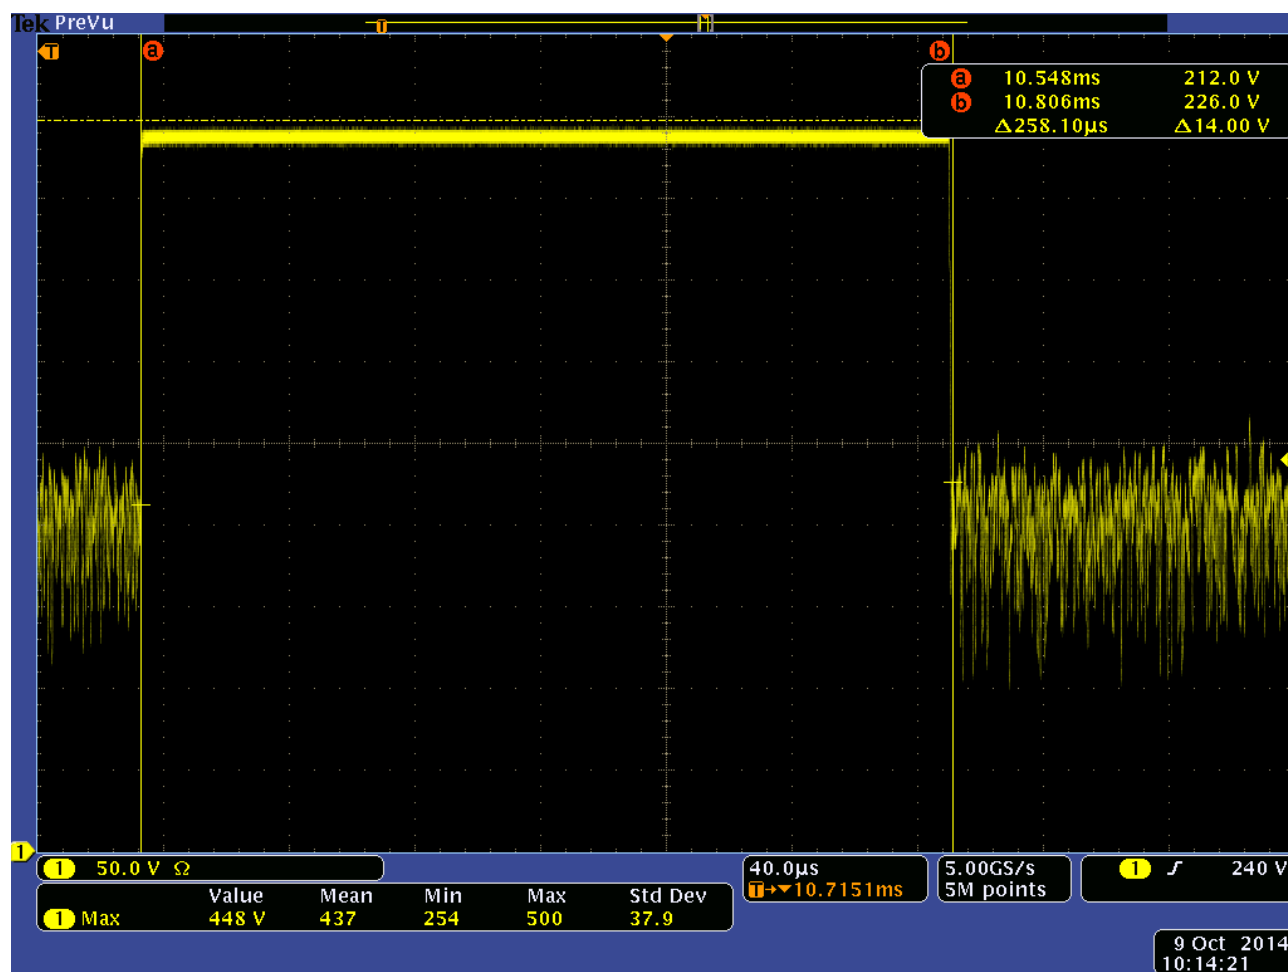 Tek PreVu
T
T
a
b
a 10.548ms 212.0 V
b 10.806ms 226.0 V
Δ258.10µs Δ14.00 V
1
1 50.0 V Ω
Value Mean Min Max Std Dev
1 Max 448 V 437 254 500 37.9
40.0µs
T→▼10.7151ms
5.00GS/s
5M points
1 240 V
9 Oct 2014
10:14:21